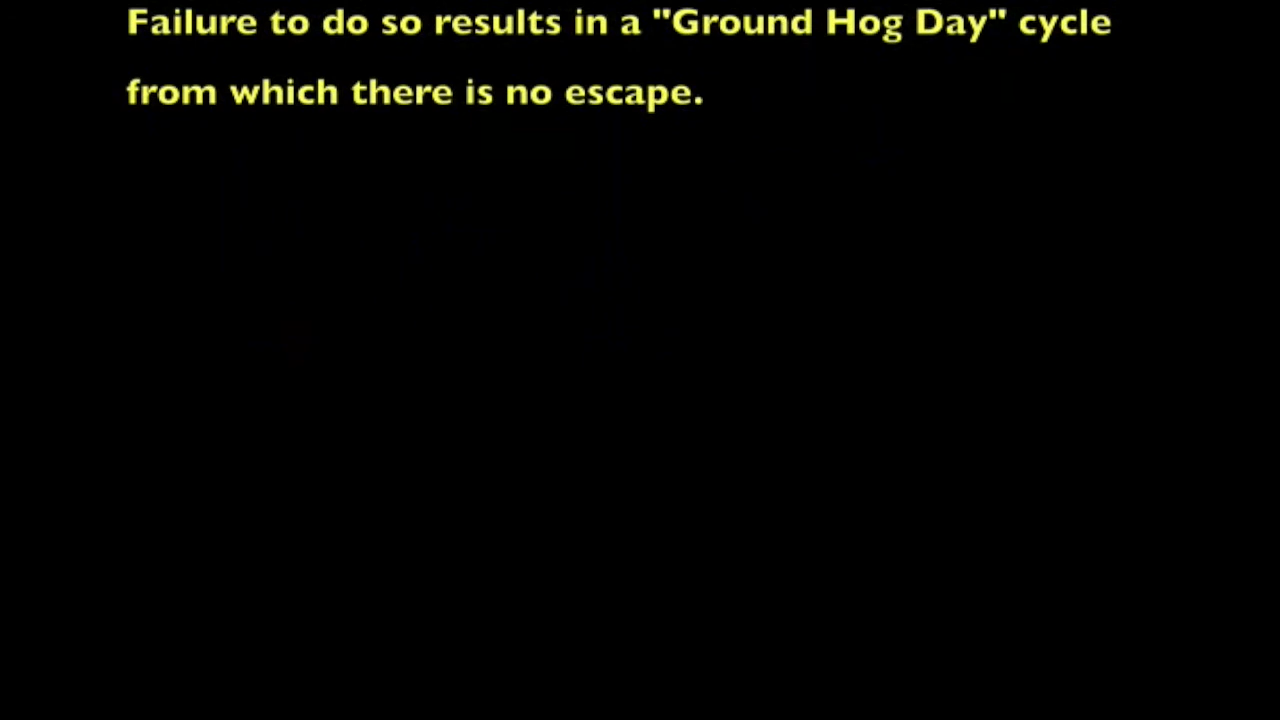 Failure to do so results in a "Ground Hog Day" cycle
from which there is no escape.